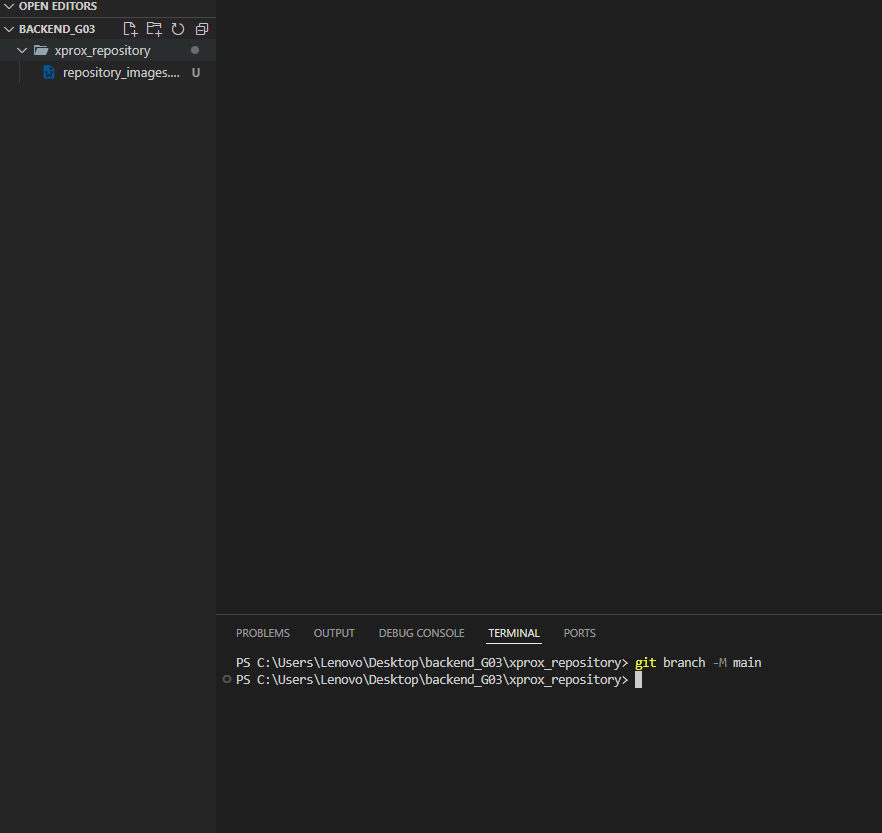 OPEN EDITORS
BACKEND_G03
xprox_repository
repository_images.... U
PROBLEMS OUTPUT DEBUG CONSOLE TERMINAL PORTS
PS C:\Users\Lenovo\Desktop\backend_G03\xprox_repository> git branch -M main
PS C:\Users\Lenovo\Desktop\backend_G03\xprox_repository>